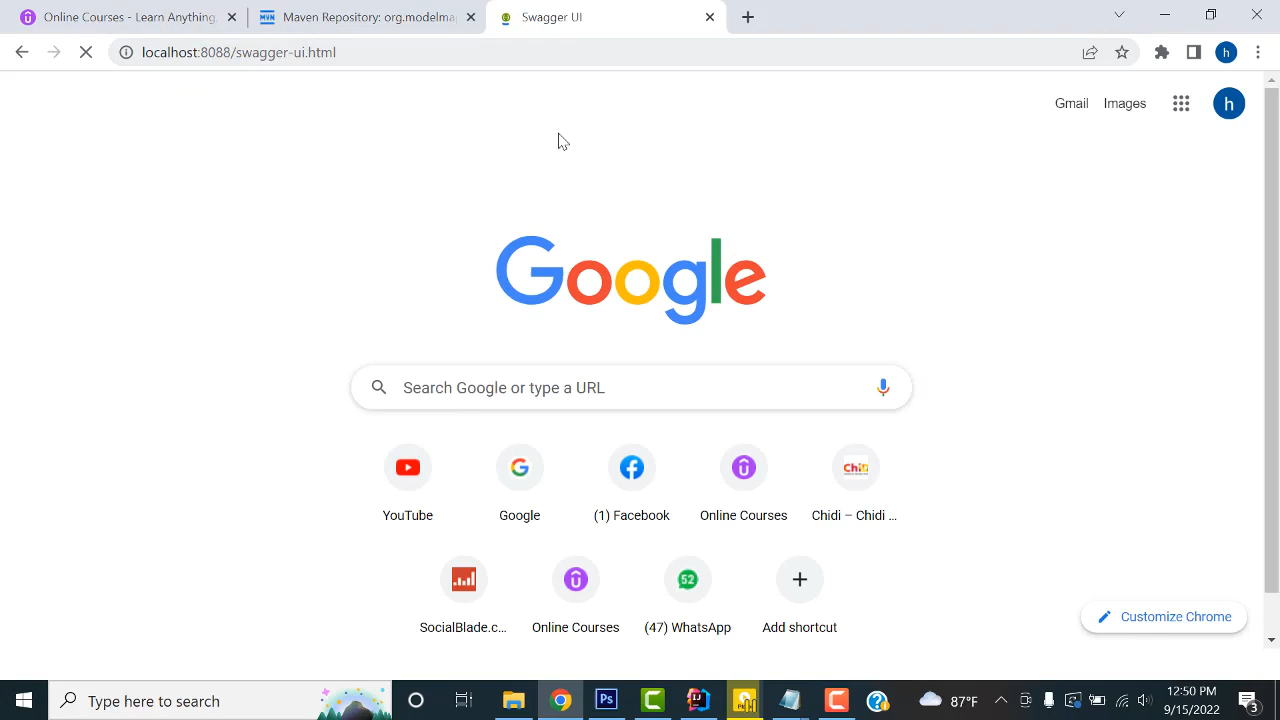 Online Courses - Learn Anything,
Maven Repository: org.modelma
Swagger UI
localhost:8088/swagger-ui.html
h
Gmail
Images
h
Google
Search Google or type a URL
YouTube
Google
(1) Facebook
Online Courses
Chidi – Chidi ...
SocialBlade.c...
Online Courses
(47) WhatsApp
Add shortcut
Customize Chrome
Type here to search
87°F
12:50 PM
9/15/2022
3